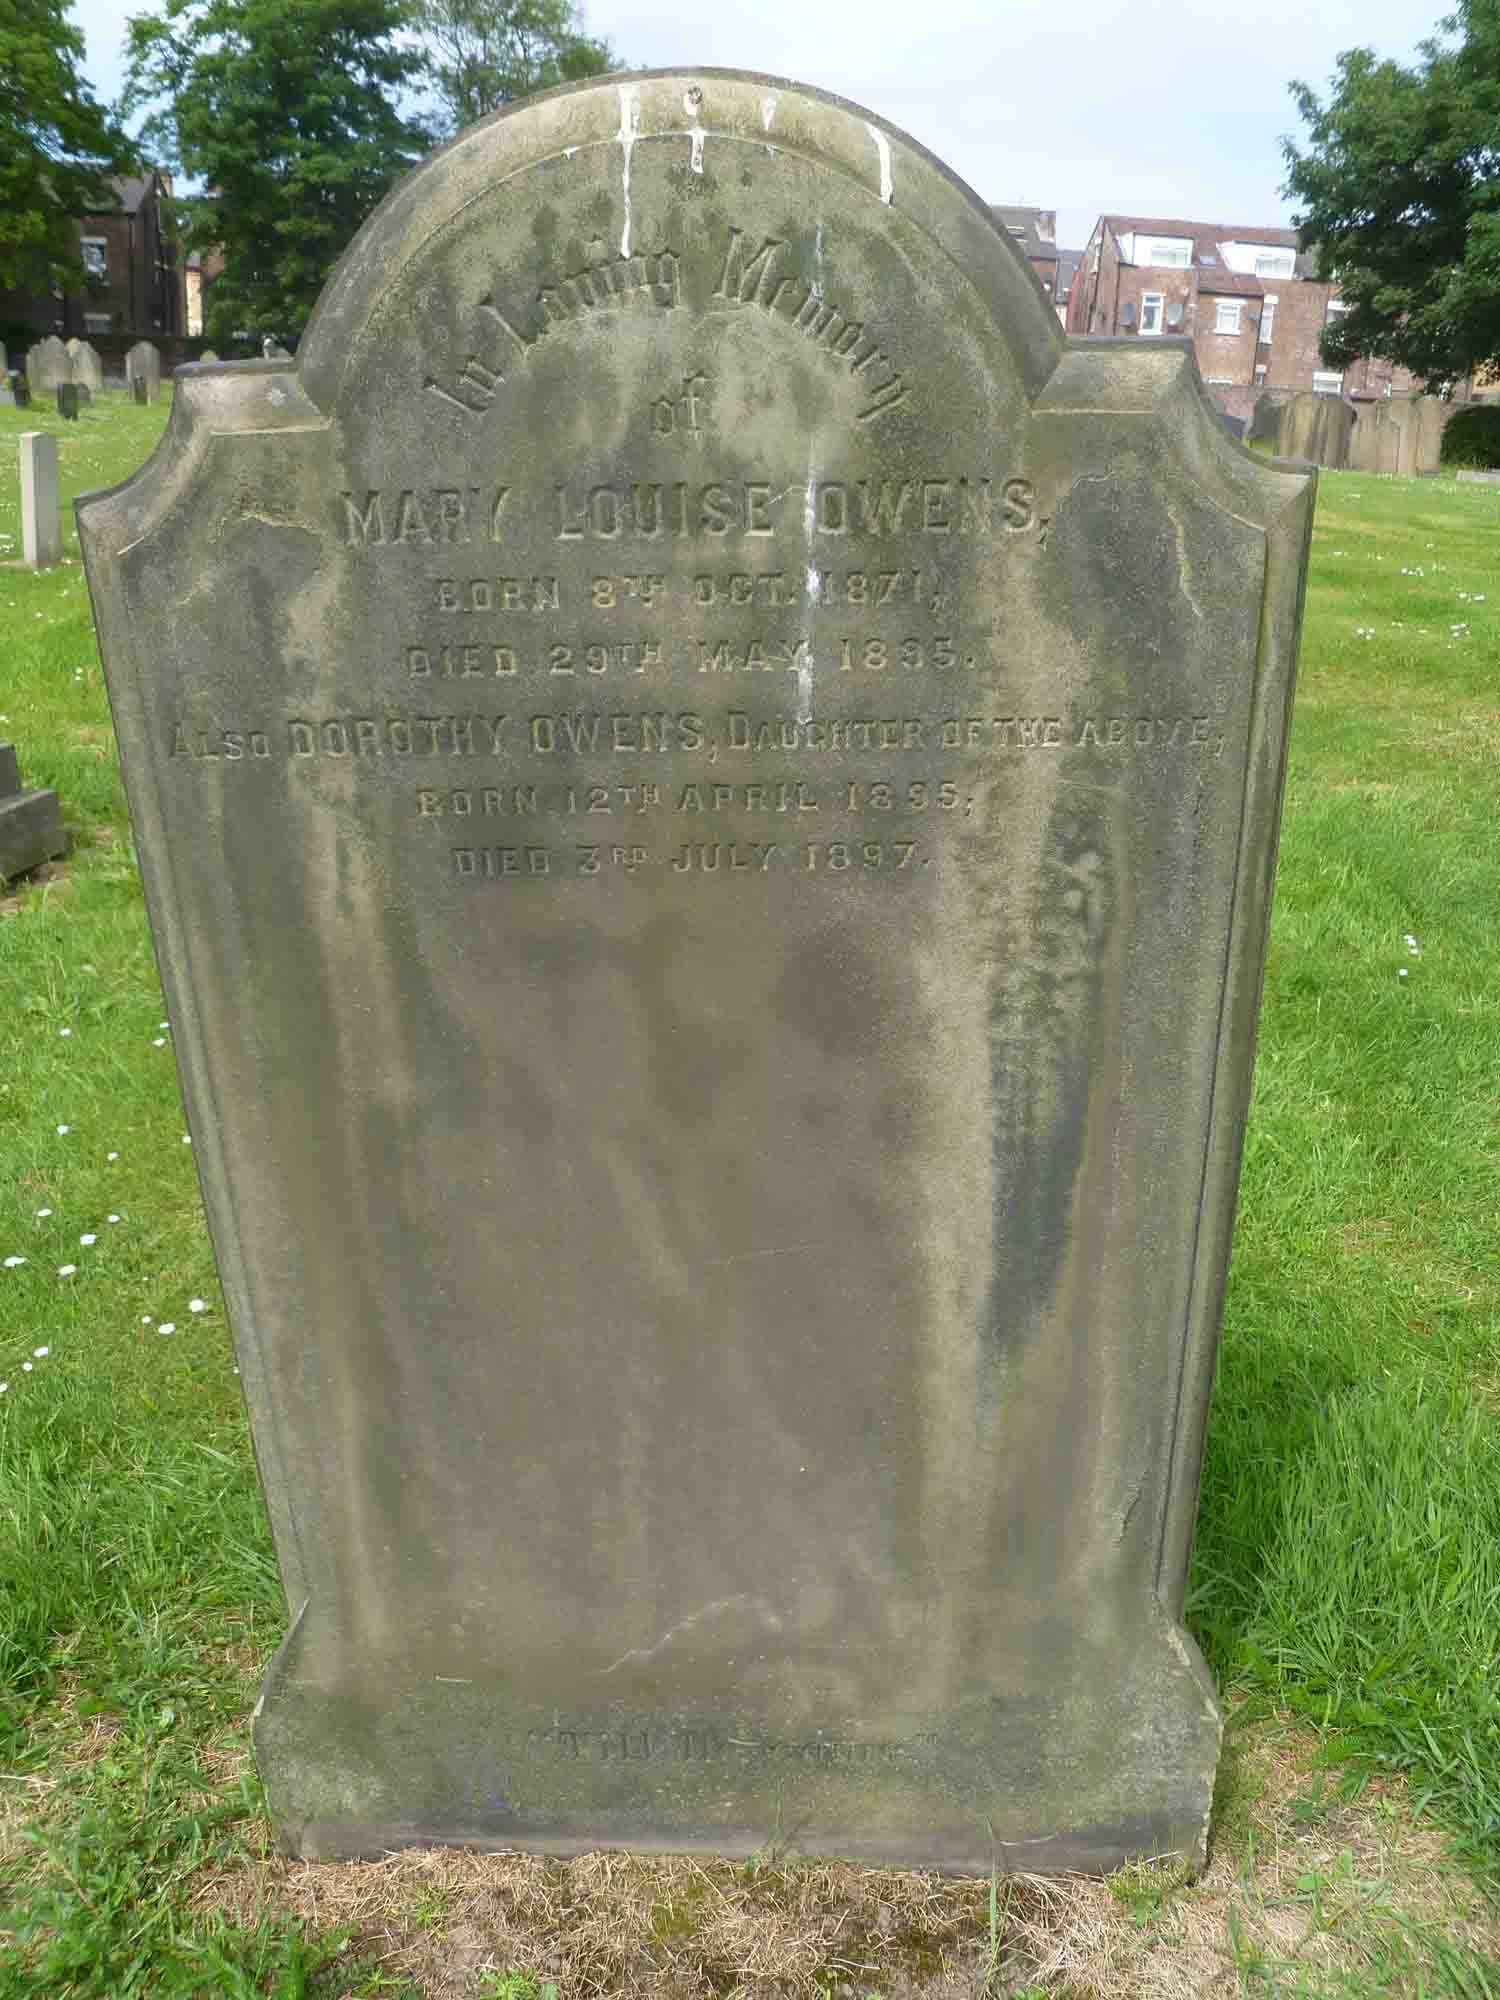 In Loving Memory
of
MARY LOUISE OWENS,
BORN 8TH OCT. 1871,
DIED 29TH MAY 1895.
ALSO DOROTHY OWENS, DAUGHTER OF THE ABOVE,
BORN 12TH APRIL 1895,
DIED 3RD JULY 1897.
"TILL